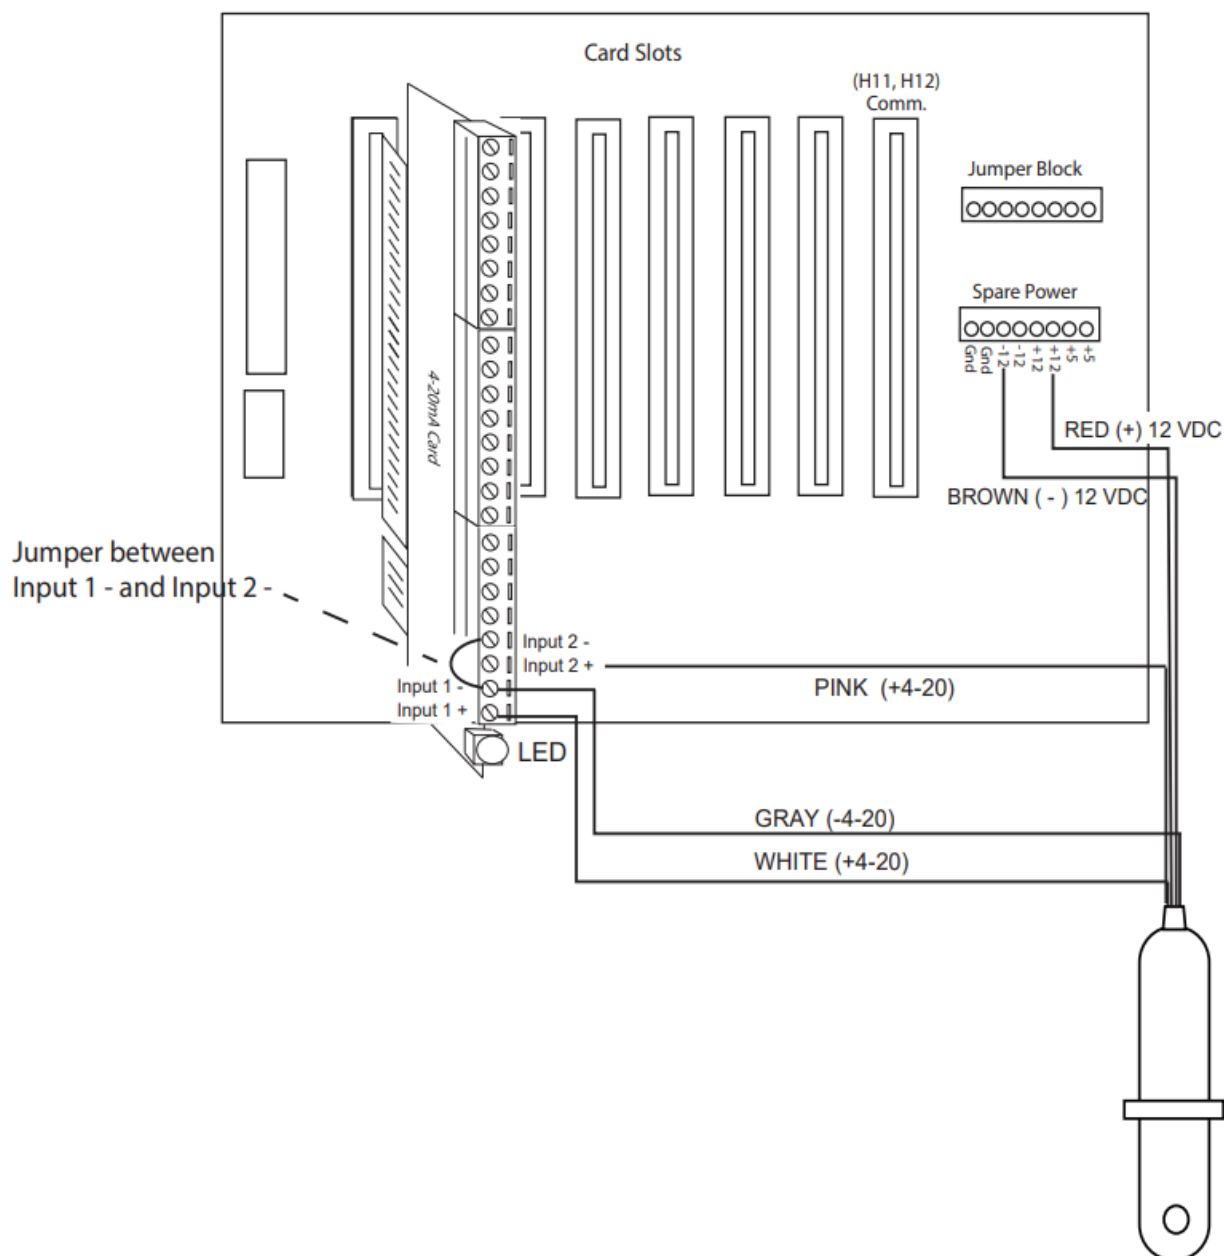 Card Slots
(H11, H12)
Comm.
Jumper Block
Spare Power
Gnd
Gnd
-12
-12
+12
+12
+5
+5
RED (+) 12 VDC
BROWN ( - ) 12 VDC
4-20mA Card
Jumper between
Input 1 - and Input 2 -
Input 2 -
Input 2 +
Input 1 -
Input 1 +
PINK (+4-20)
LED
GRAY (-4-20)
WHITE (+4-20)